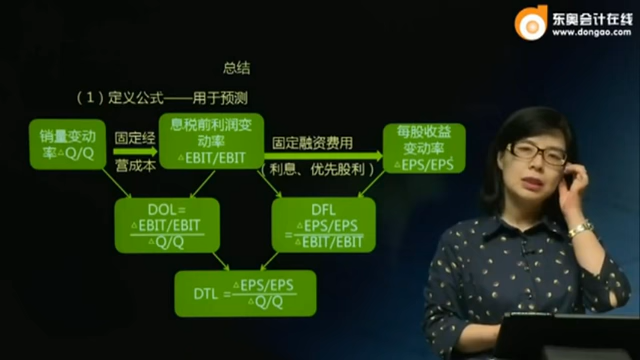 东奥会计在线
www.dongao.com
总结
（1）定义公式——用于预测
销量变动
率△Q/Q
固定经
营成本
息税前利润变
动率
△EBIT/EBIT
固定融资费用
（利息、优先股利）
每股收益
变动率
△EPS/EPS
DOL=
△EBIT/EBIT
△Q/Q
DFL
=△EPS/EPS
△EBIT/EBIT
DTL =△EPS/EPS
△Q/Q